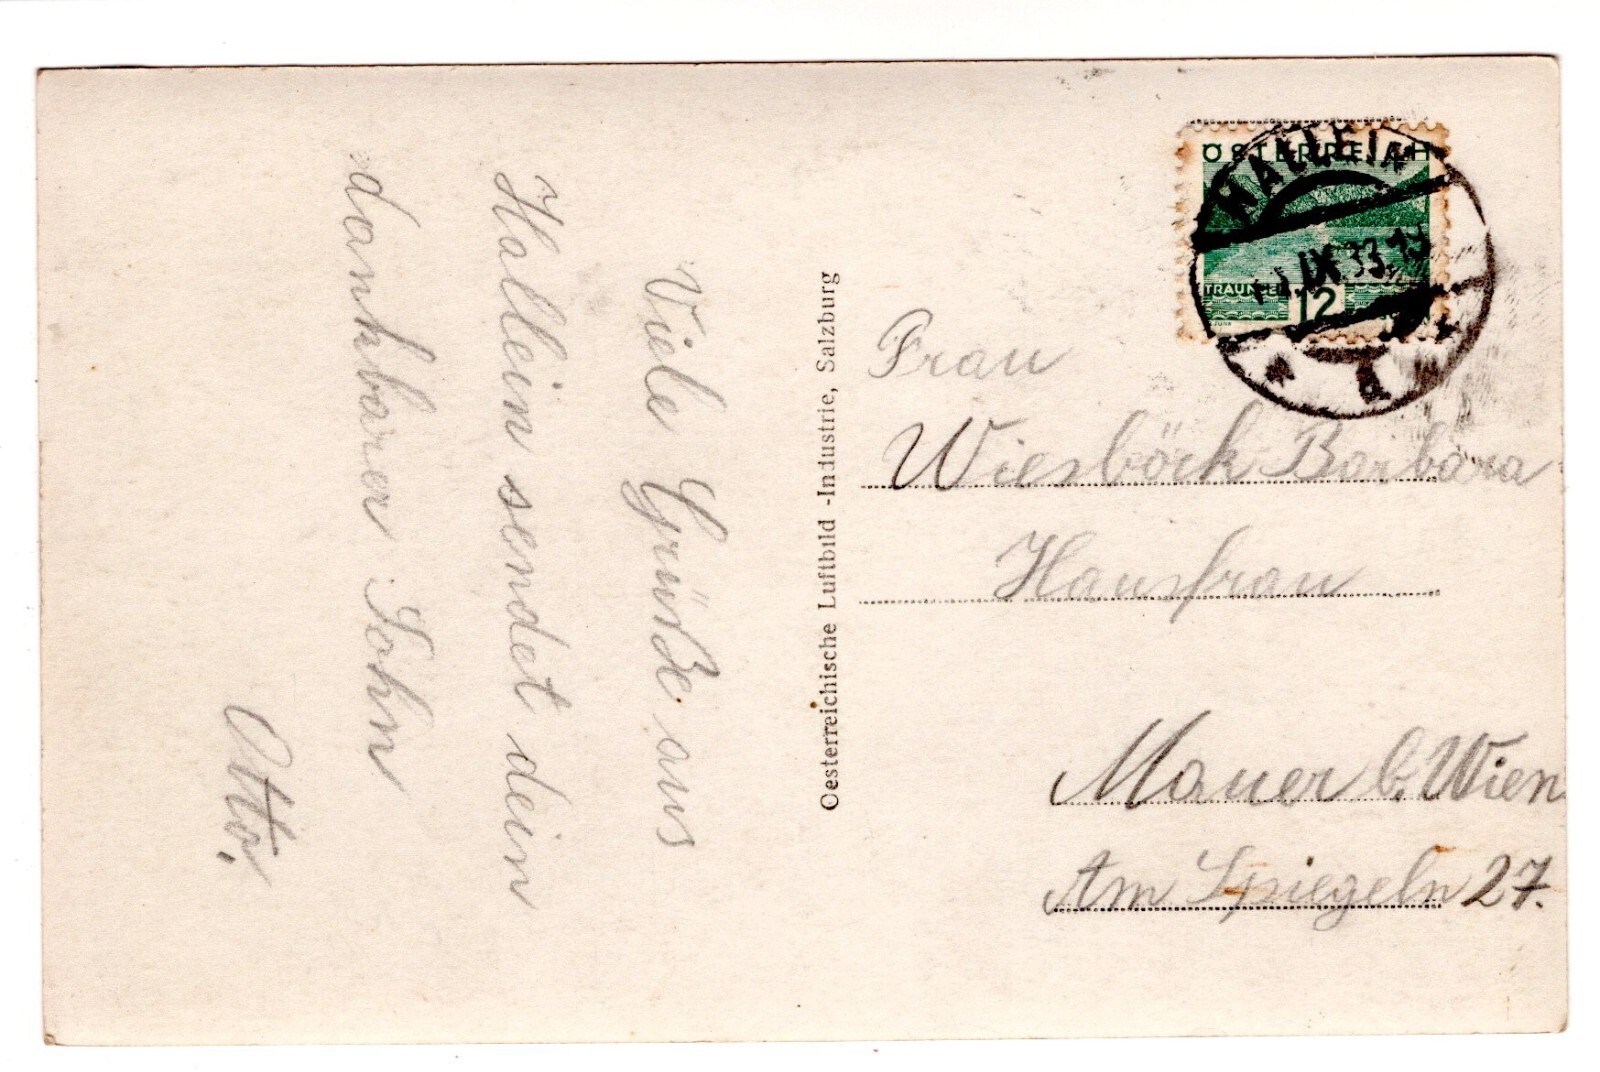 Viele Grüße aus
Hallein sendet dein
dankbarer Sohn
Otto.
Oesterreichische Luftbild -Industrie, Salzburg
ÖSTERREICH
TRAUNSEE
12
HALLEIN
.IX.33.19
Frau
Wiesböck Barbara
Hausfrau
Mauer b. Wien
Am Spiegeln 27.